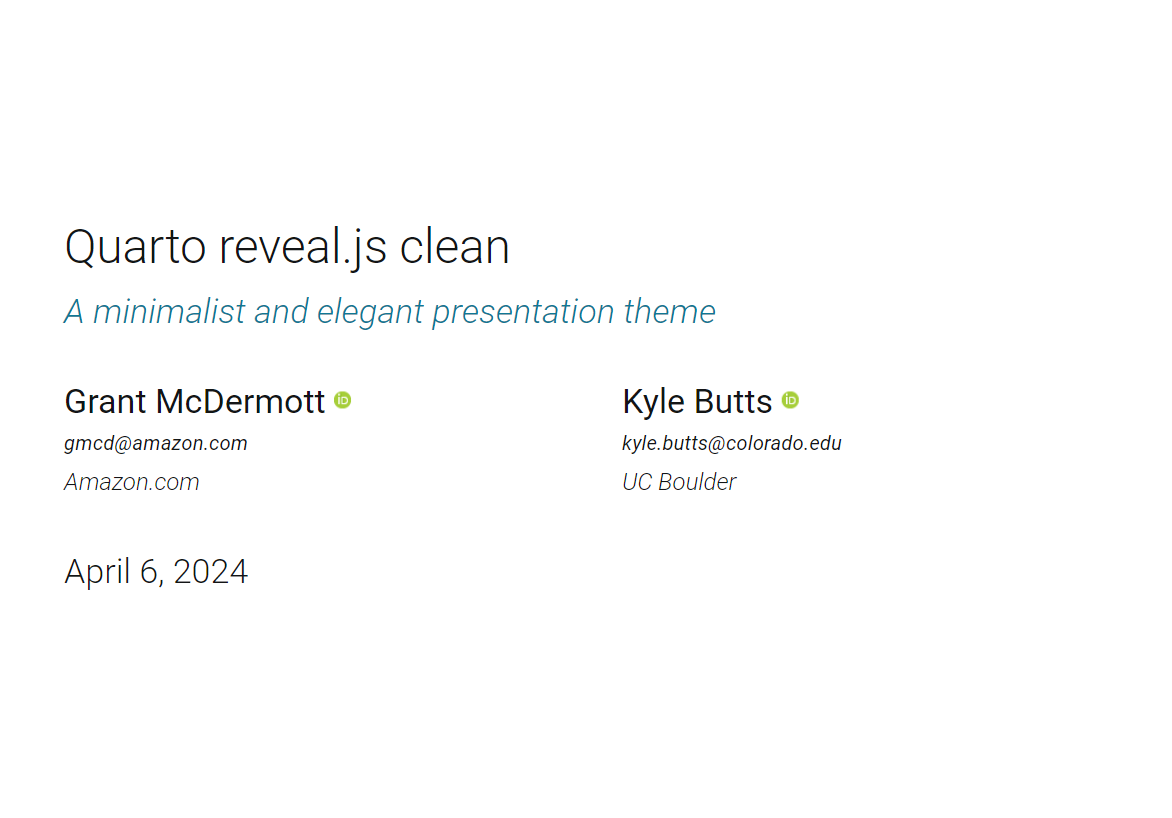 Quarto reveal.js clean
A minimalist and elegant presentation theme
Grant McDermott iD
gmcd@amazon.com
Amazon.com
Kyle Butts iD
kyle.butts@colorado.edu
UC Boulder
April 6, 2024